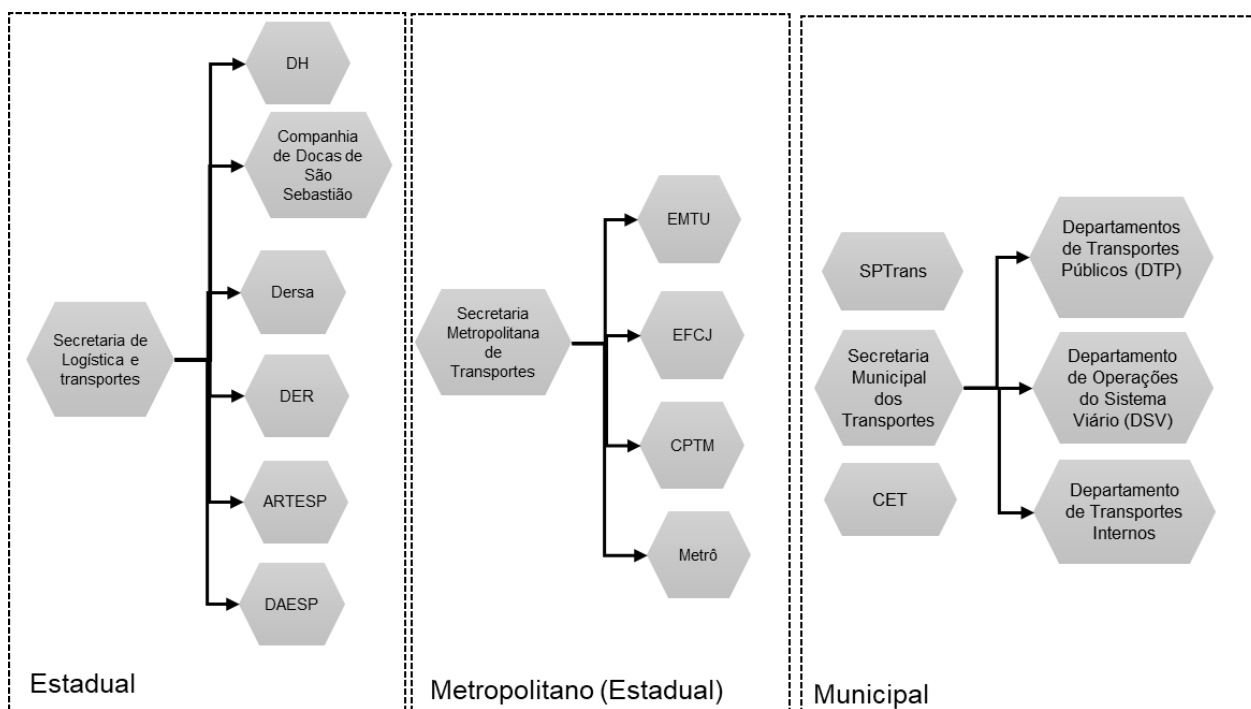 DH
Companhia
de Docas de
São
Sebastião
Dersa
Secretaria de
Logística e
transportes
DER
ARTESP
DAESP
Estadual
EMTU
Secretaria
Metropolitana
de
Transportes
EFCJ
CPTM
Metrô
Metropolitano (Estadual)
SPTrans
Secretaria
Municipal
dos
Transportes
CET
Departamentos
de Transportes
Públicos (DTP)
Departamento
de Operações
do Sistema
Viário (DSV)
Departamento
de Transportes
Internos
Municipal